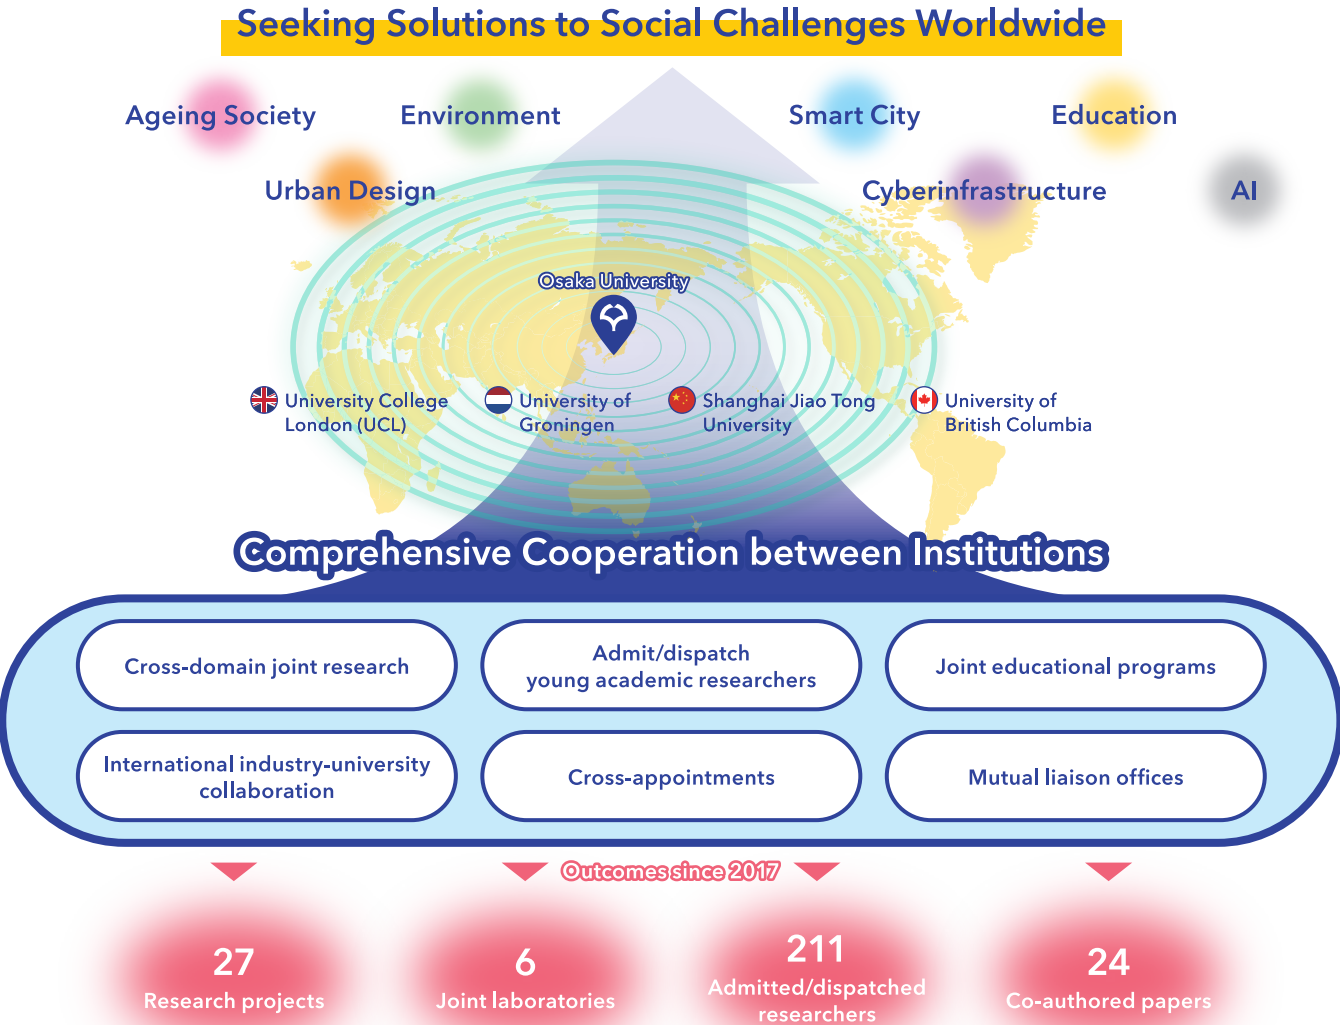 Seeking Solutions to Social Challenges Worldwide
Ageing Society
Environment
Smart City
Education
Urban Design
Cyberinfrastructure
AI
Osaka University
University College
London (UCL)
University of
Groningen
Shanghai Jiao Tong
University
University of
British Columbia
Comprehensive Cooperation between Institutions
Cross-domain joint research
Admit/dispatch
young academic researchers
Joint educational programs
International industry-university
collaboration
Cross-appointments
Mutual liaison offices
Outcomes since 2017
27
Research projects
6
Joint laboratories
211
Admitted/dispatched
researchers
24
Co-authored papers